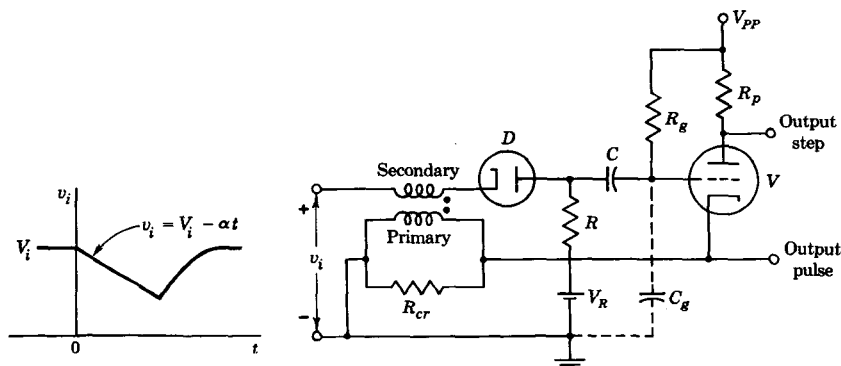 v_i
v_i = V_i − αt
V_i
0
t
V_PP
R_g
R_p
Output
step
D
C
V
Secondary
Primary
+
v_i
−
R
R_cr
V_R
C_g
Output
pulse